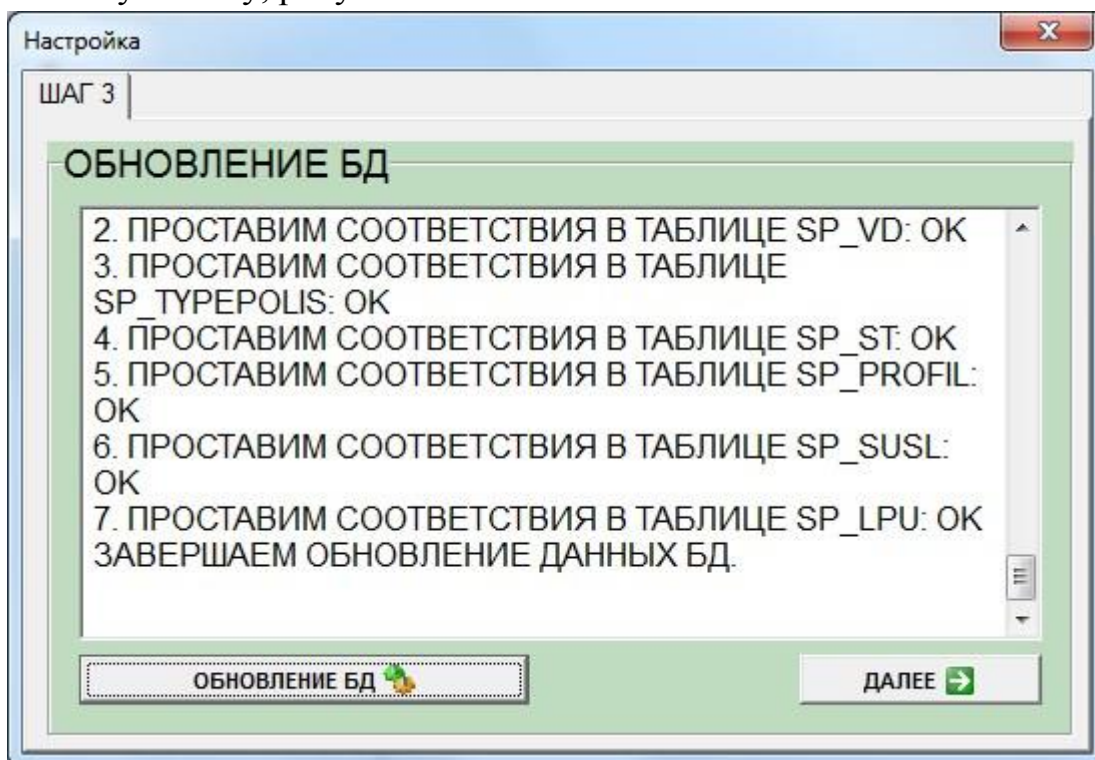 Настройка
ШАГ 3
ОБНОВЛЕНИЕ БД
2. ПРОСТАВИМ СООТВЕТСТВИЯ В ТАБЛИЦЕ SP_VD: OK
3. ПРОСТАВИМ СООТВЕТСТВИЯ В ТАБЛИЦЕ
SP_TYPEPOLIS: OK
4. ПРОСТАВИМ СООТВЕТСТВИЯ В ТАБЛИЦЕ SP_ST: OK
5. ПРОСТАВИМ СООТВЕТСТВИЯ В ТАБЛИЦЕ SP_PROFIL:
OK
6. ПРОСТАВИМ СООТВЕТСТВИЯ В ТАБЛИЦЕ SP_SUSL:
OK
7. ПРОСТАВИМ СООТВЕТСТВИЯ В ТАБЛИЦЕ SP_LPU: OK
ЗАВЕРШАЕМ ОБНОВЛЕНИЕ ДАННЫХ БД.
ОБНОВЛЕНИЕ БД
ДАЛЕЕ